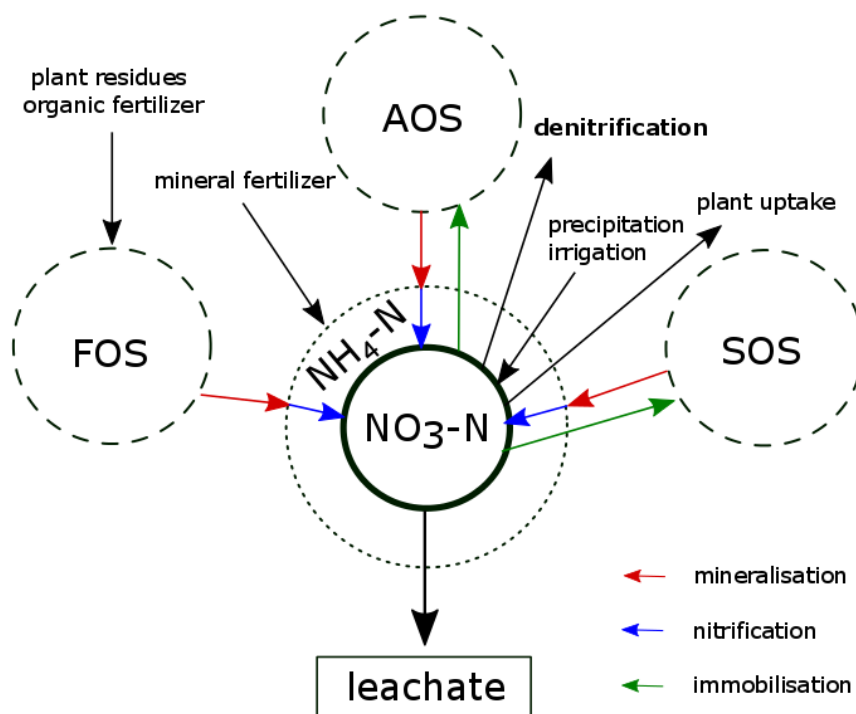 plant residues
organic fertilizer
AOS
denitrification
mineral fertilizer
plant uptake
precipitation
irrigation
FOS
NH4-N
SOS
NO3-N
mineralisation
nitrification
immobilisation
leachate